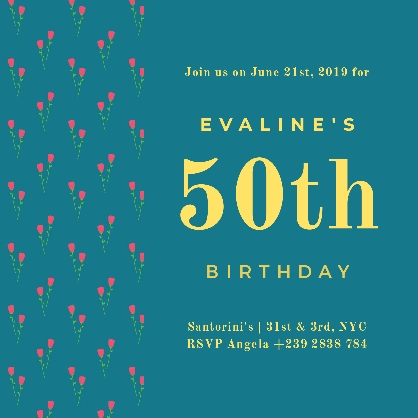 Join us on June 21st, 2019 for
EVALINE'S
50th
BIRTHDAY
Santorini's | 31st & 3rd, NYC
RSVP Angela +239 2838 784